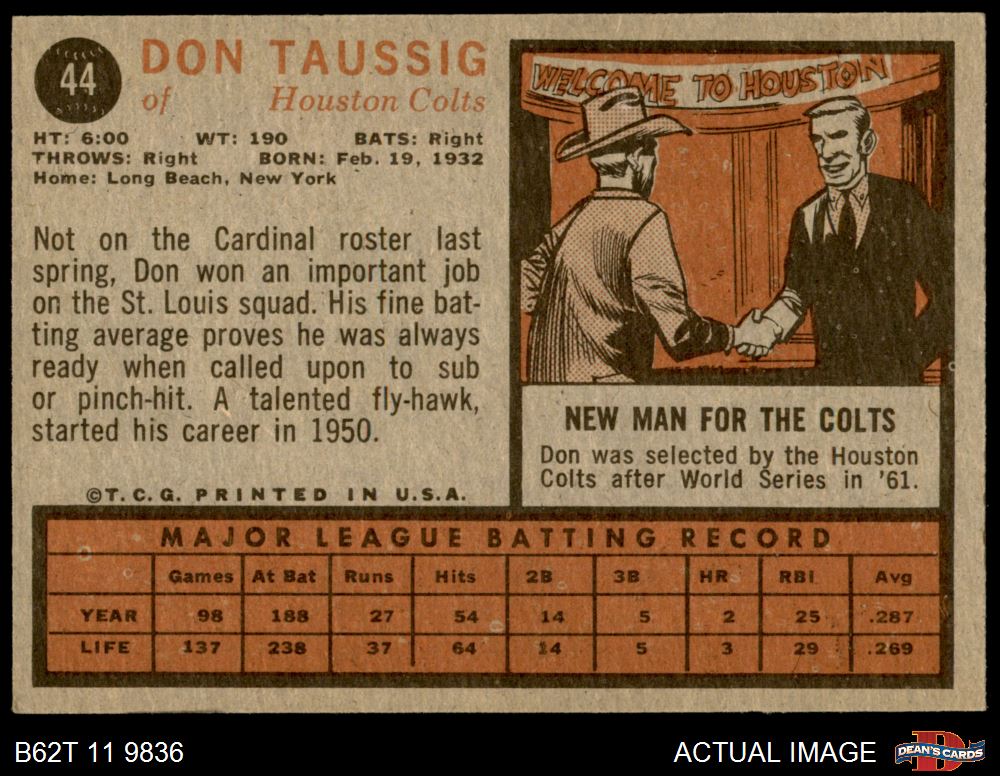 44
DON TAUSSIG
of Houston Colts
HT: 6:00 WT: 190 BATS: Right
THROWS: Right BORN: Feb. 19, 1932
Home: Long Beach, New York
Not on the Cardinal roster last
spring, Don won an important job
on the St. Louis squad. His fine bat-
ting average proves he was always
ready when called upon to sub
or pinch-hit. A talented fly-hawk,
started his career in 1950.
©T.C.G. PRINTED IN U.S.A.
WELCOME TO HOUSTON
NEW MAN FOR THE COLTS
Don was selected by the Houston
Colts after World Series in '61.
MAJOR LEAGUE BATTING RECORD
Games At Bat Runs Hits 2B 3B HR RBI Avg
YEAR 98 188 27 54 14 5 2 25 .287
LIFE 137 238 37 64 14 5 3 29 .269
B62T 11 9836
ACTUAL IMAGE
DEAN'S CARDS